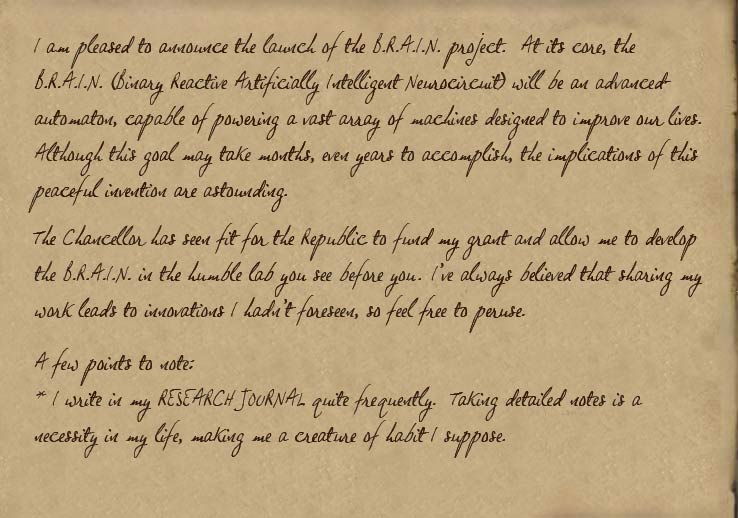 I am pleased to announce the launch of the B.R.A.I.N. project. At its core, the
B.R.A.I.N. (Binary Reactive Artificially Intelligent Neurocircuit) will be an advanced
automaton, capable of powering a vast array of machines designed to improve our lives.
Although this goal may take months, even years to accomplish, the implications of this
peaceful invention are astounding.
The Chancellor has seen fit for the Republic to fund my grant and allow me to develop
the B.R.A.I.N. in the humble lab you see before you. I've always believed that sharing my
work leads to innovations I hadn't foreseen, so feel free to peruse.
A few points to note:
* I write in my RESEARCH JOURNAL quite frequently. Taking detailed notes is a
necessity in my life, making me a creature of habit I suppose.